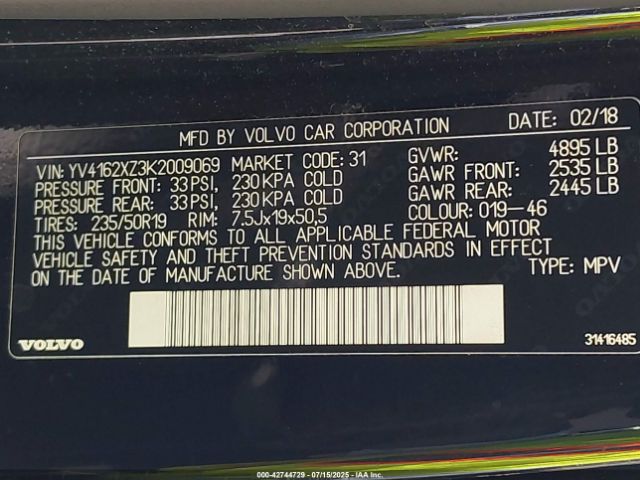 MFD BY VOLVO CAR CORPORATION DATE: 02/18
VIN: YV4162XZ3K2009069 MARKET CODE: 31 GVWR: 4895 LB
PRESSURE FRONT: 33 PSI, 230 KPA COLD GAWR FRONT: 2535 LB
PRESSURE REAR: 33 PSI, 230 KPA COLD GAWR REAR: 2445 LB
TIRES: 235/50R19 RIM: 7.5Jx19x50,5 COLOUR: 019-46
THIS VEHICLE CONFORMS TO ALL APPLICABLE FEDERAL MOTOR
VEHICLE SAFETY AND THEFT PREVENTION STANDARDS IN EFFECT
ON THE DATE OF MANUFACTURE SHOWN ABOVE. TYPE: MPV
VOLVO 31416485
00-42744729 - 07/15/2025 - IAA Inc.